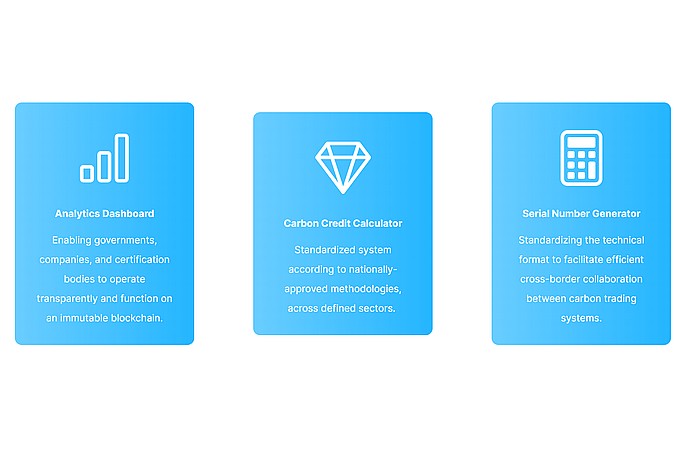 Analytics Dashboard
Enabling governments,
companies, and certification
bodies to operate
transparently and function on
an immutable blockchain.
Carbon Credit Calculator
Standardized system
according to nationally-
approved methodologies,
across defined sectors.
Serial Number Generator
Standardizing the technical
format to facilitate efficient
cross-border collaboration
between carbon trading
systems.